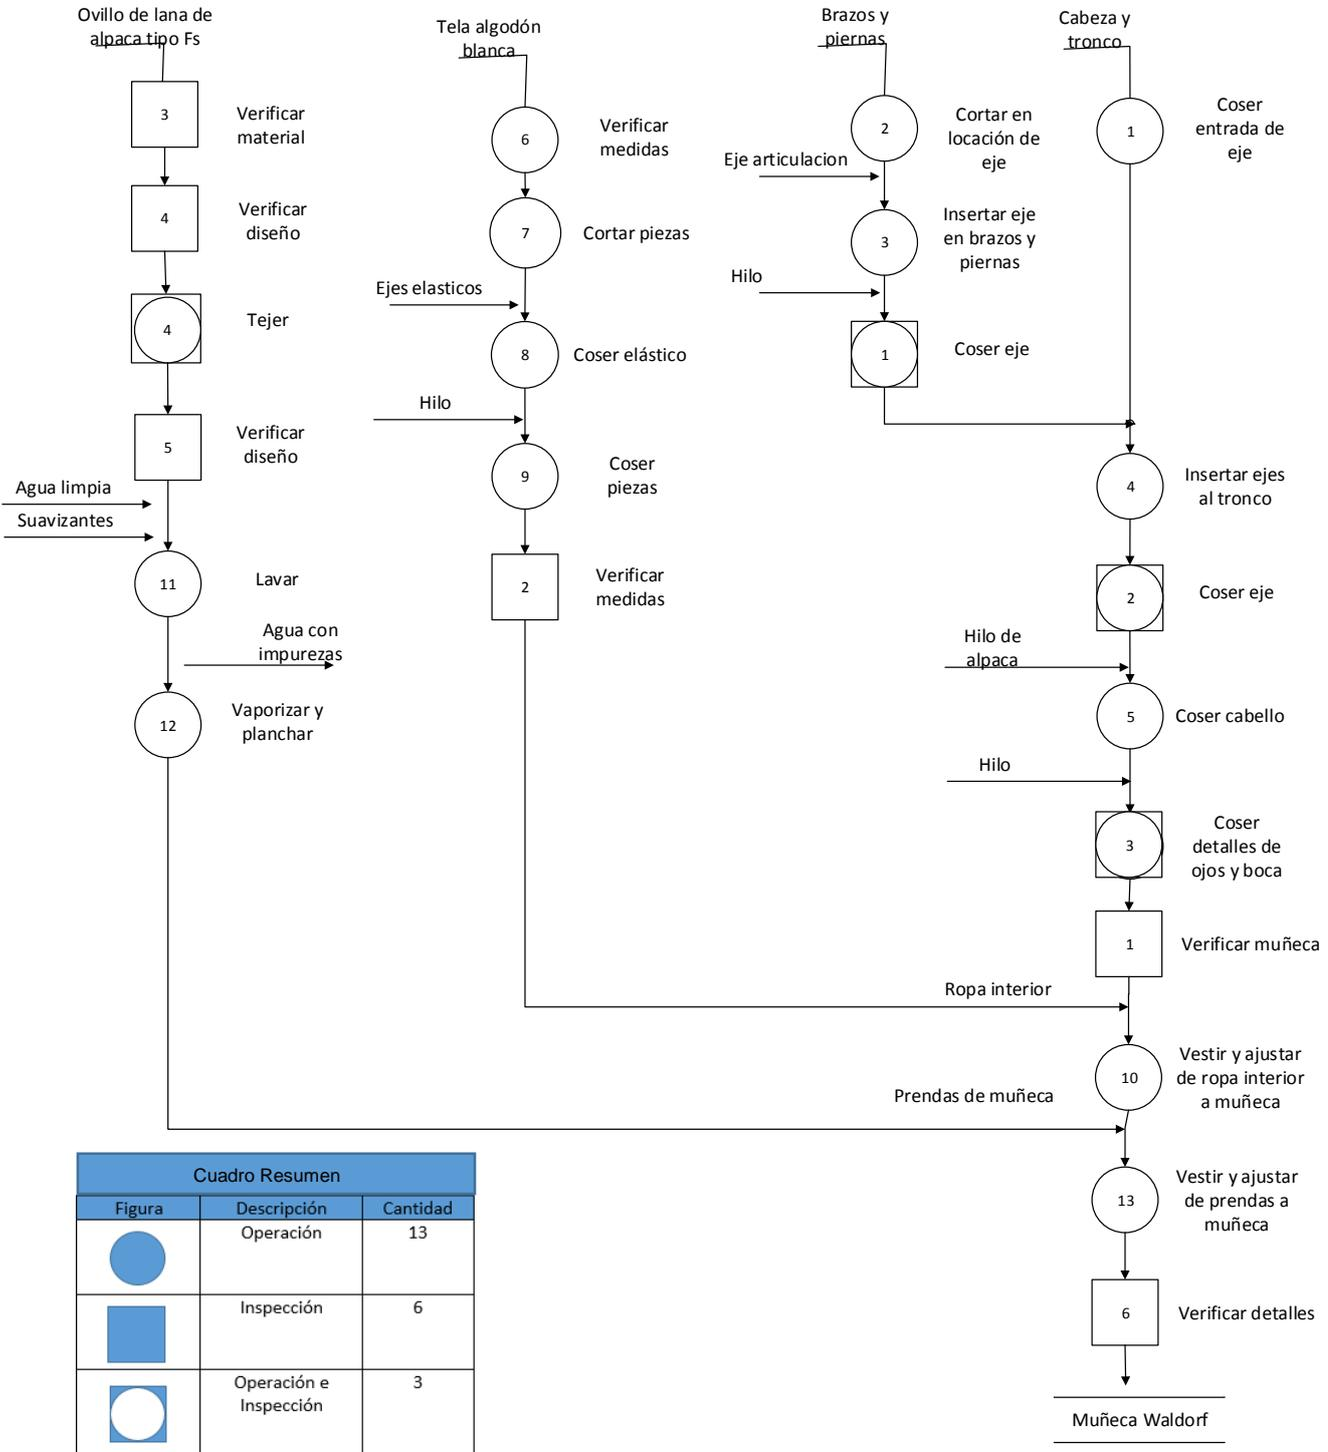 Ovillo de lana de
alpaca tipo Fs
3
Verificar
material
4
Verificar
diseño
4
Tejer
5
Verificar
diseño
Agua limpia
Suavizantes
11
Lavar
Agua con
impurezas
12
Vaporizar y
planchar
Tela algodón
blanca
6
Verificar
medidas
7
Cortar piezas
Ejes elasticos
8
Coser elástico
Hilo
9
Coser
piezas
2
Verificar
medidas
Brazos y
piernas
2
Cortar en
locación de
eje
Eje articulacion
3
Insertar eje
en brazos y
piernas
Hilo
1
Coser eje
Cabeza y
tronco
1
Coser
entrada de
eje
4
Insertar ejes
al tronco
2
Coser eje
Hilo de
alpaca
5
Coser cabello
Hilo
3
Coser
detalles de
ojos y boca
1
Verificar muñeca
Ropa interior
10
Vestir y ajustar
de ropa interior
a muñeca
Prendas de muñeca
13
Vestir y ajustar
de prendas a
muñeca
6
Verificar detalles
Muñeca Waldorf
Cuadro Resumen
Figura Descripción Cantidad
Operación 13
Inspección 6
Operación e 3
Inspección